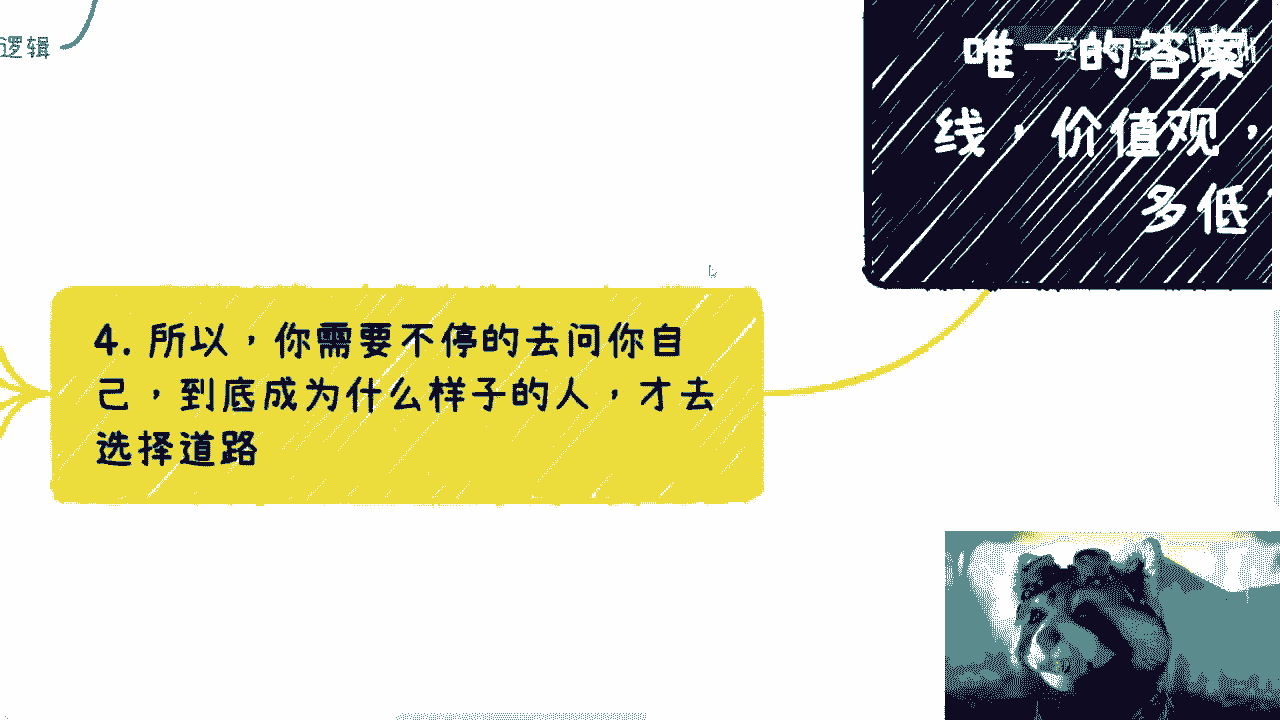 逻辑
唯一的答案
线，价值观，
多低
4. 所以，你需要不停的去问你自
己，到底成为什么样子的人，才去
选择道路